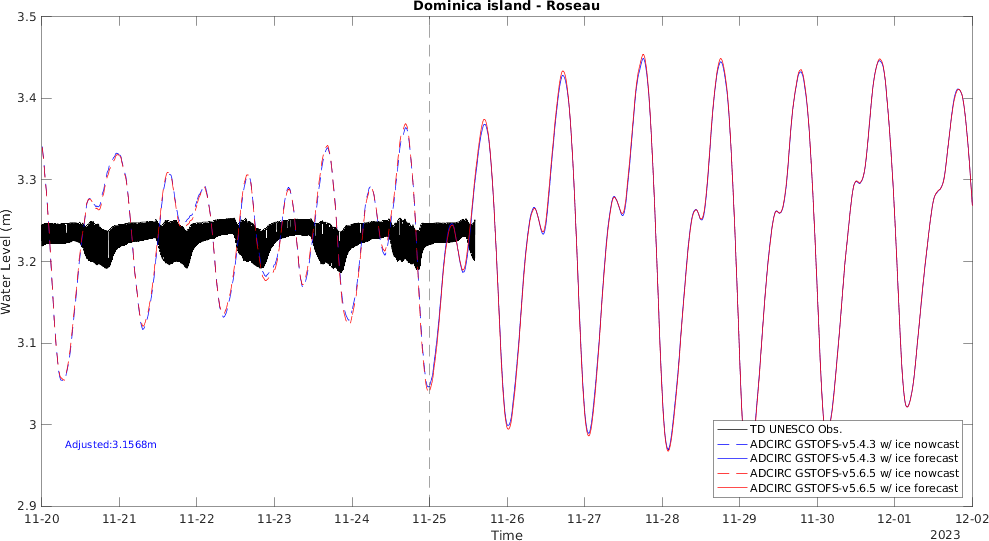 Dominica island - Roseau
3.5
3.4
3.3
3.2
3.1
3
2.9
Water Level (m)
Adjusted:3.1568m
TD UNESCO Obs.
ADCIRC GSTOFS-v5.4.3 w/ ice nowcast
ADCIRC GSTOFS-v5.4.3 w/ ice forecast
ADCIRC GSTOFS-v5.6.5 w/ ice nowcast
ADCIRC GSTOFS-v5.6.5 w/ ice forecast
11-20 11-21 11-22 11-23 11-24 11-25 11-26 11-27 11-28 11-29 11-30 12-01 12-02
Time
2023